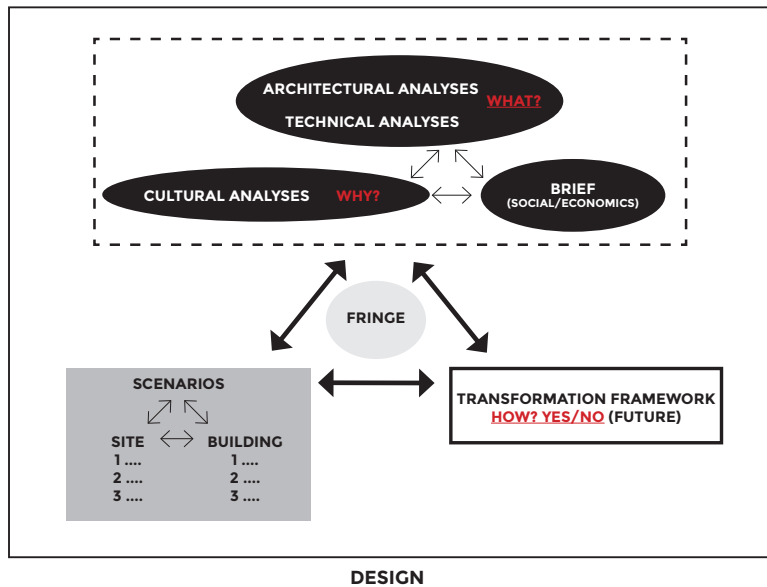 ARCHITECTURAL ANALYSES
WHAT?
TECHNICAL ANALYSES
CULTURAL ANALYSES WHY?
BRIEF
(SOCIAL/ECONOMICS)
FRINGE
SCENARIOS
SITE
1 ....
2 ....
3 ....
BUILDING
1 ....
2 ....
3 ....
TRANSFORMATION FRAMEWORK
HOW? YES/NO (FUTURE)
DESIGN